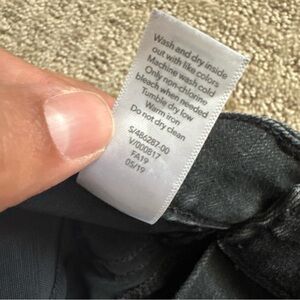 Wash and dry inside
out with like colors
Machine wash cold
Only non-chlorine
bleach when needed
Tumble dry low
Warm iron
Do not dry clean
S/486287.00
V/000817
FA19
05/19